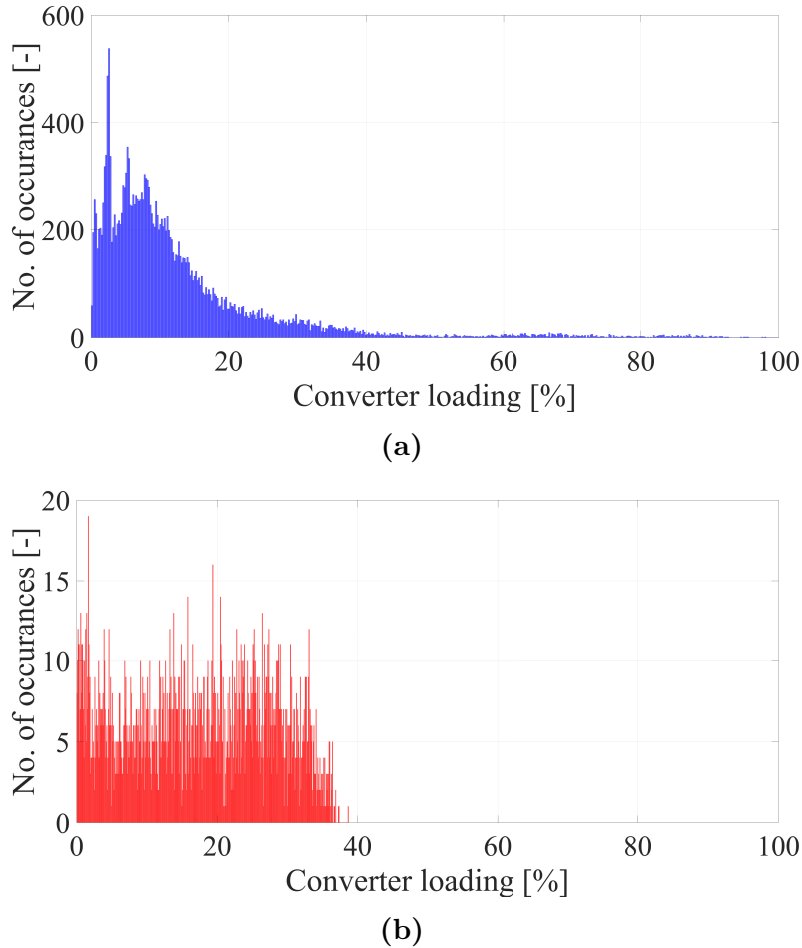 600
400
200
0
No. of occurances [-]
0 20 40 60 80 100
Converter loading [%]
(a)
20
15
10
5
0
No. of occurances [-]
0 20 40 60 80 100
Converter loading [%]
(b)